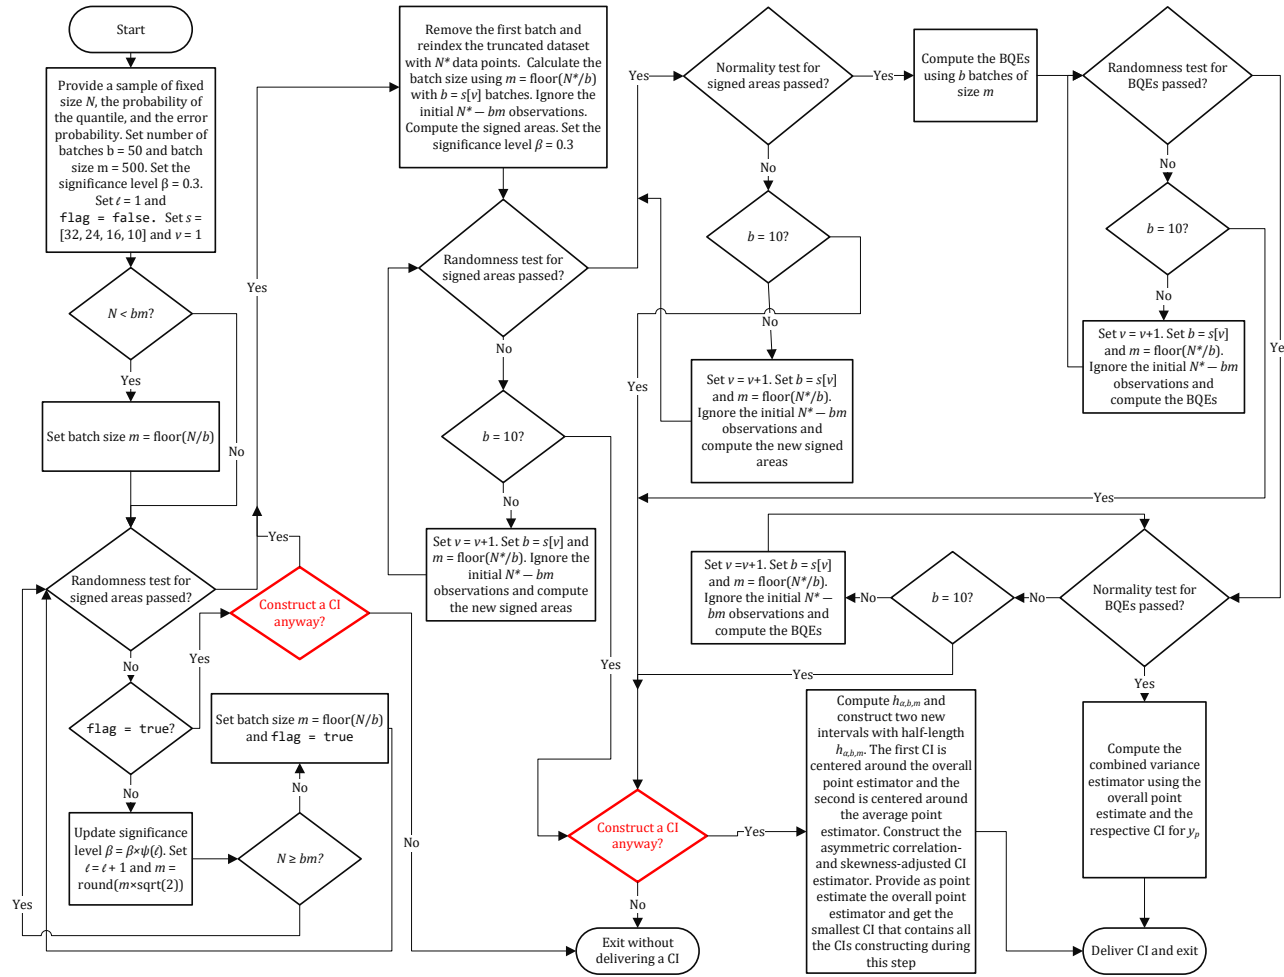 Start
Provide a sample of fixed
size N, the probability of
the quantile, and the error
probability. Set number of
batches b = 50 and batch
size m = 500. Set the
significance level β = 0.3.
Set ℓ = 1 and
flag = false. Set s =
[32, 24, 16, 10] and v = 1
N < bm?
Yes
No
Set batch size m = floor(N/b)
Randomness test for
signed areas passed?
Yes
No
flag = true?
Yes
No
Update significance
level β = β×ψ(ℓ). Set
ℓ = ℓ + 1 and m =
round(m×sqrt(2))
N ≥ bm?
Yes
No
Set batch size m = floor(N/b)
and flag = true
Construct a CI
anyway?
Yes
No
Remove the first batch and
reindex the truncated dataset
with N* data points. Calculate the
batch size using m = floor(N*/b)
with b = s[v] batches. Ignore the
initial N* – bm observations.
Compute the signed areas. Set the
significance level β = 0.3
Randomness test for
signed areas passed?
Yes
No
b = 10?
Yes
No
Set v = v+1. Set b = s[v] and
m = floor(N*/b). Ignore the
initial N* – bm
observations and compute
the new signed areas
Normality test for
signed areas passed?
Yes
No
b = 10?
Yes
No
Set v = v+1. Set b = s[v]
and m = floor(N*/b).
Ignore the initial N* – bm
observations and
compute the new signed
areas
Compute the BQEs
using b batches of
size m
Randomness test for
BQEs passed?
Ye
No
b = 10?
Yes
No
Set v = v+1. Set b = s[v]
and m = floor(N*/b).
Ignore the initial N* – bm
observations and
compute the BQEs
Normality test for
BQEs passed?
Yes
No
b = 10?
Yes
No
Set v =v+1. Set b = s[v]
and m = floor(N*/b).
Ignore the initial N* –
bm observations and
compute the BQEs
Construct a CI
anyway?
Yes
No
Exit without
delivering a CI
Compute hα,b,m and
construct two new
intervals with half-length
hα,b,m. The first CI is
centered around the overall
point estimator and the
second is centered around
the average point
estimator. Construct the
asymmetric correlation-
and skewness-adjusted CI
estimator. Provide as point
estimate the overall point
estimator and get the
smallest CI that contains all
the CIs constructing during
this step
Compute the
combined variance
estimator using the
overall point
estimate and the
respective CI for yp
Deliver CI and exit